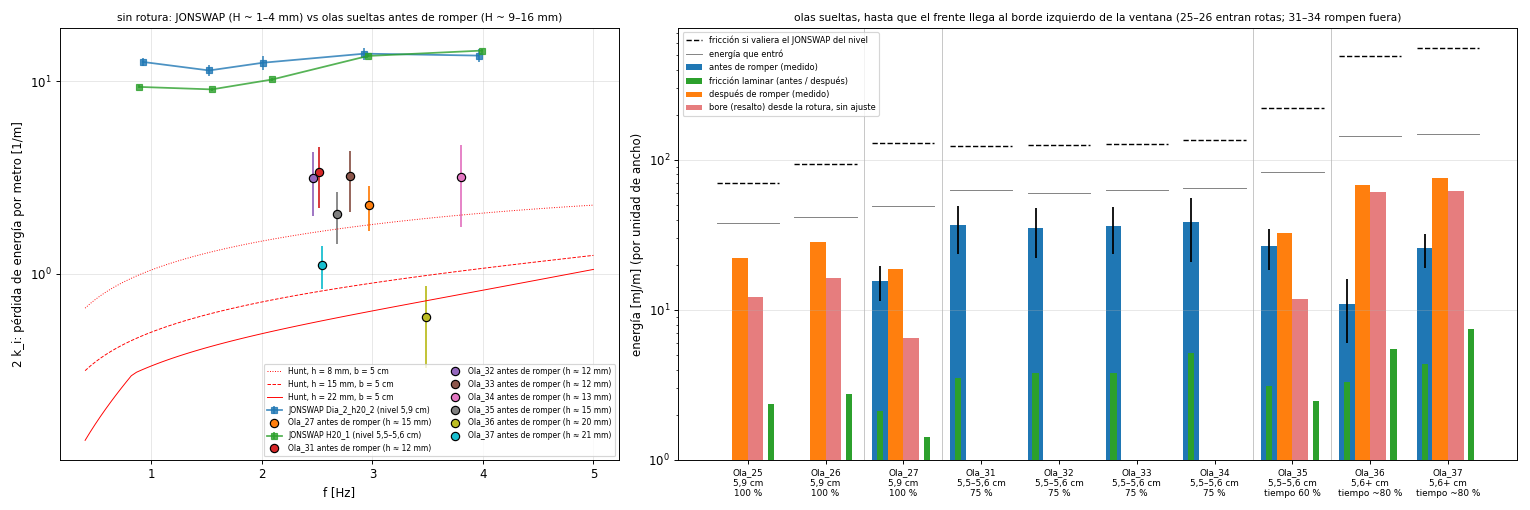 sin rotura: JONSWAP (H ~ 1–4 mm) vs olas sueltas antes de romper (H ~ 9–16 mm)
2 k_i: pérdida de energía por metro [1/m]
10¹
10⁰
Hunt, h = 8 mm, b = 5 cm
Hunt, h = 15 mm, b = 5 cm
Hunt, h = 22 mm, b = 5 cm
JONSWAP Dia_2_h20_2 (nivel 5,9 cm)
Ola_27 antes de romper (h ≈ 15 mm)
JONSWAP H20_1 (nivel 5,5–5,6 cm)
Ola_31 antes de romper (h ≈ 12 mm)
Ola_32 antes de romper (h ≈ 12 mm)
Ola_33 antes de romper (h ≈ 12 mm)
Ola_34 antes de romper (h ≈ 13 mm)
Ola_35 antes de romper (h ≈ 15 mm)
Ola_36 antes de romper (h ≈ 20 mm)
Ola_37 antes de romper (h ≈ 21 mm)
1 2 3 4 5
f [Hz]
olas sueltas, hasta que el frente llega al borde izquierdo de la ventana (25–26 entran rotas; 31–34 rompen fuera)
energía [mJ/m] (por unidad de ancho)
fricción si valiera el JONSWAP del nivel
energía que entró
antes de romper (medido)
fricción laminar (antes / después)
después de romper (medido)
bore (resalto) desde la rotura, sin ajuste
10²
10¹
10⁰
Ola_25
5,9 cm
100 %
Ola_26
5,9 cm
100 %
Ola_27
5,9 cm
100 %
Ola_31
5,5–5,6 cm
75 %
Ola_32
5,5–5,6 cm
75 %
Ola_33
5,5–5,6 cm
75 %
Ola_34
5,5–5,6 cm
75 %
Ola_35
5,5–5,6 cm
tiempo 60 %
Ola_36
5,6+ cm
tiempo ~80 %
Ola_37
5,6+ cm
tiempo ~80 %